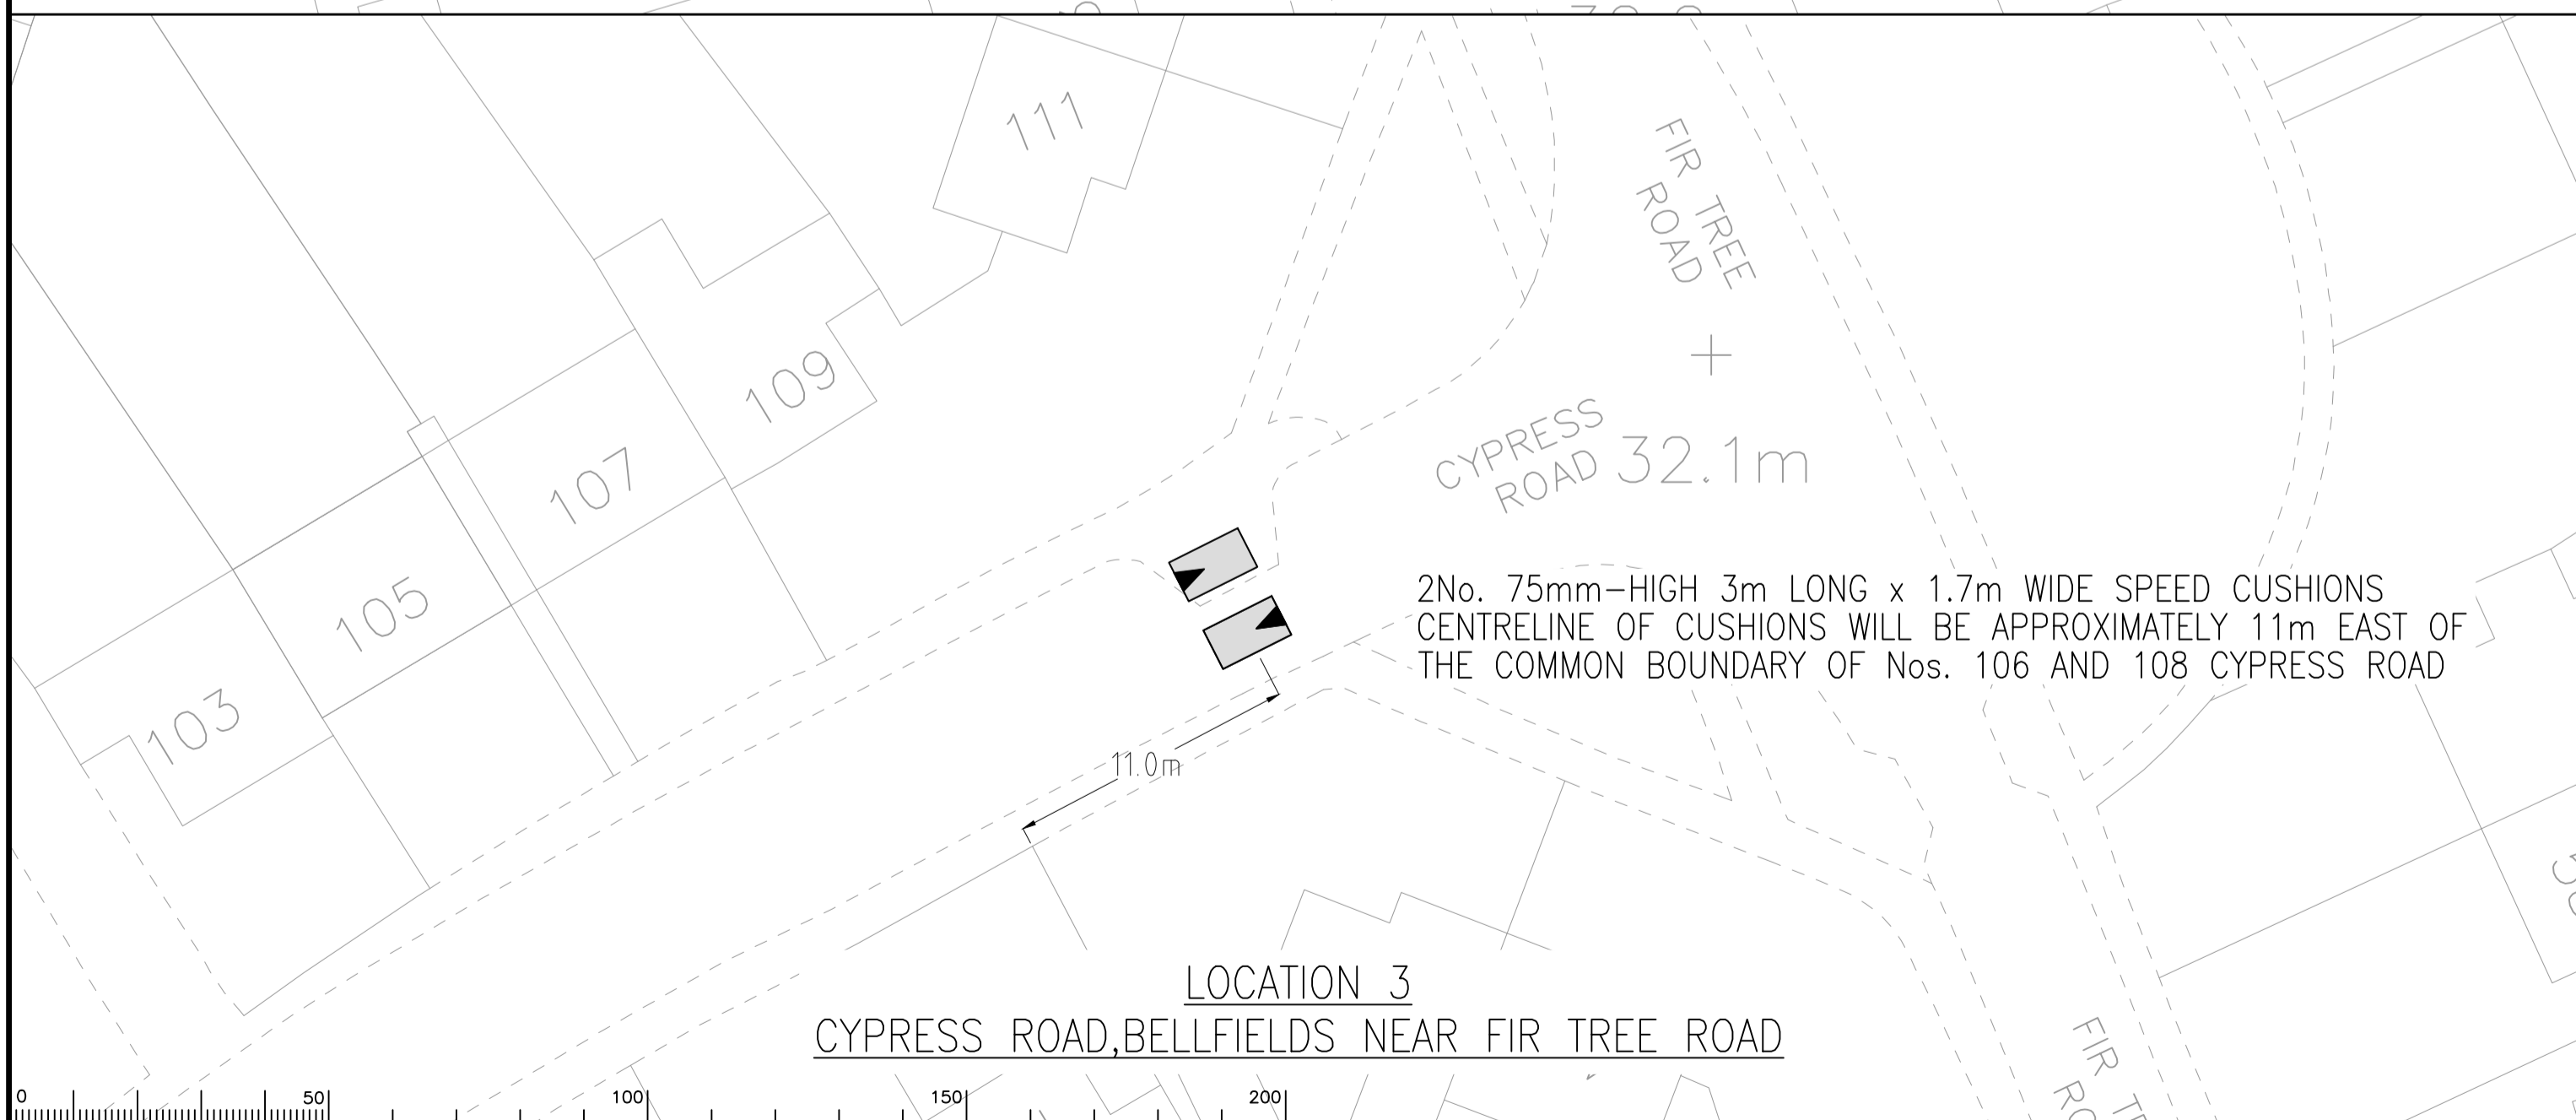 111
FIR TREE
ROAD
109
107
105
103
CYPRESS
ROAD
32.1m
2No. 75mm-HIGH 3m LONG x 1.7m WIDE SPEED CUSHIONS
CENTRELINE OF CUSHIONS WILL BE APPROXIMATELY 11m EAST OF
THE COMMON BOUNDARY OF Nos. 106 AND 108 CYPRESS ROAD
11.0m
LOCATION 3
CYPRESS ROAD,BELLFIELDS NEAR FIR TREE ROAD
FIR
0 50 100 150 200